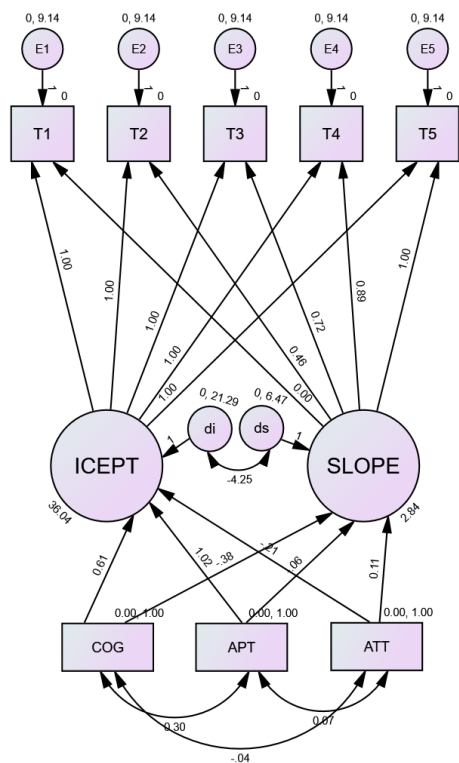 0, 9.14 0, 9.14 0, 9.14 0, 9.14 0, 9.14
E1 E2 E3 E4 E5
1 0 1 0 1 0 1 0 1 0
T1 T2 T3 T4 T5
1.00
1.00
1.00
1.00
1.00
0.00
0.46
0.72
0.89
1.00
0, 21.29 0, 6.47
di ds
1 1
-4.25
ICEPT SLOPE
36.04 2.84
0.61
1.02
-.38
-.21
.06
0.11
0.00, 1.00 0.00, 1.00 0.00, 1.00
COG APT ATT
0.30 0.07
-.04